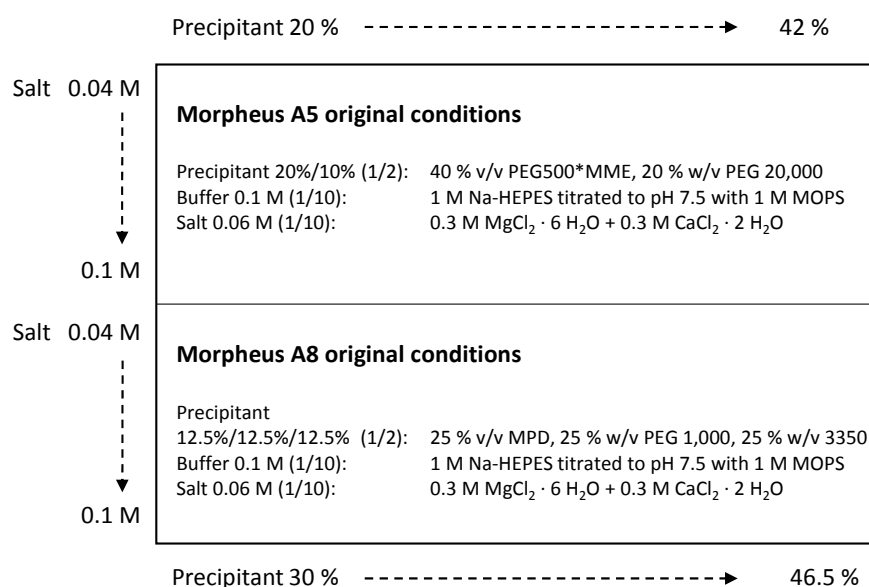 Precipitant 20 % 42 %
Salt 0.04 M
Morpheus A5 original conditions
Precipitant 20%/10% (1/2): 40 % v/v PEG500*MME, 20 % w/v PEG 20,000
Buffer 0.1 M (1/10): 1 M Na-HEPES titrated to pH 7.5 with 1 M MOPS
Salt 0.06 M (1/10): 0.3 M MgCl₂ · 6 H₂O + 0.3 M CaCl₂ · 2 H₂O
0.1 M
Salt 0.04 M
Morpheus A8 original conditions
Precipitant
12.5%/12.5%/12.5% (1/2): 25 % v/v MPD, 25 % w/v PEG 1,000, 25 % w/v 3350
Buffer 0.1 M (1/10): 1 M Na-HEPES titrated to pH 7.5 with 1 M MOPS
Salt 0.06 M (1/10): 0.3 M MgCl₂ · 6 H₂O + 0.3 M CaCl₂ · 2 H₂O
0.1 M
Precipitant 30 % 46.5 %